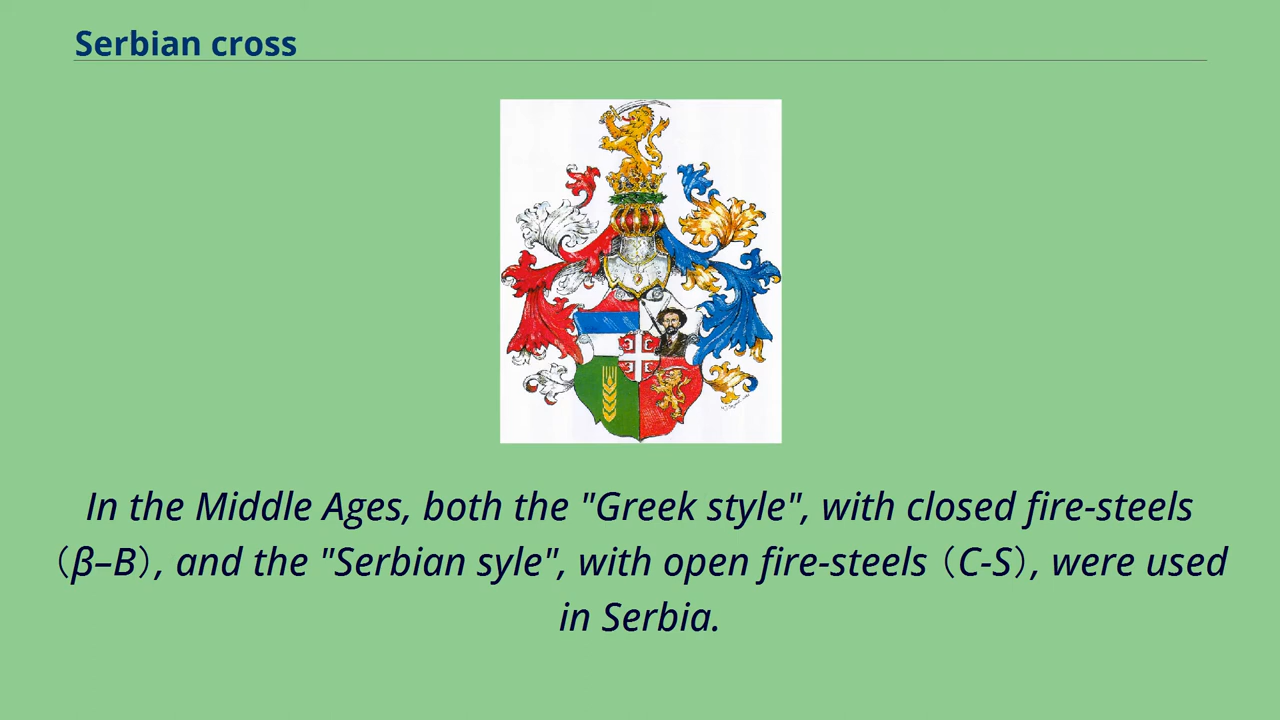 Serbian cross
In the Middle Ages, both the "Greek style", with closed fire-steels
（β–B）, and the "Serbian syle", with open fire-steels（C-S）, were used
in Serbia.